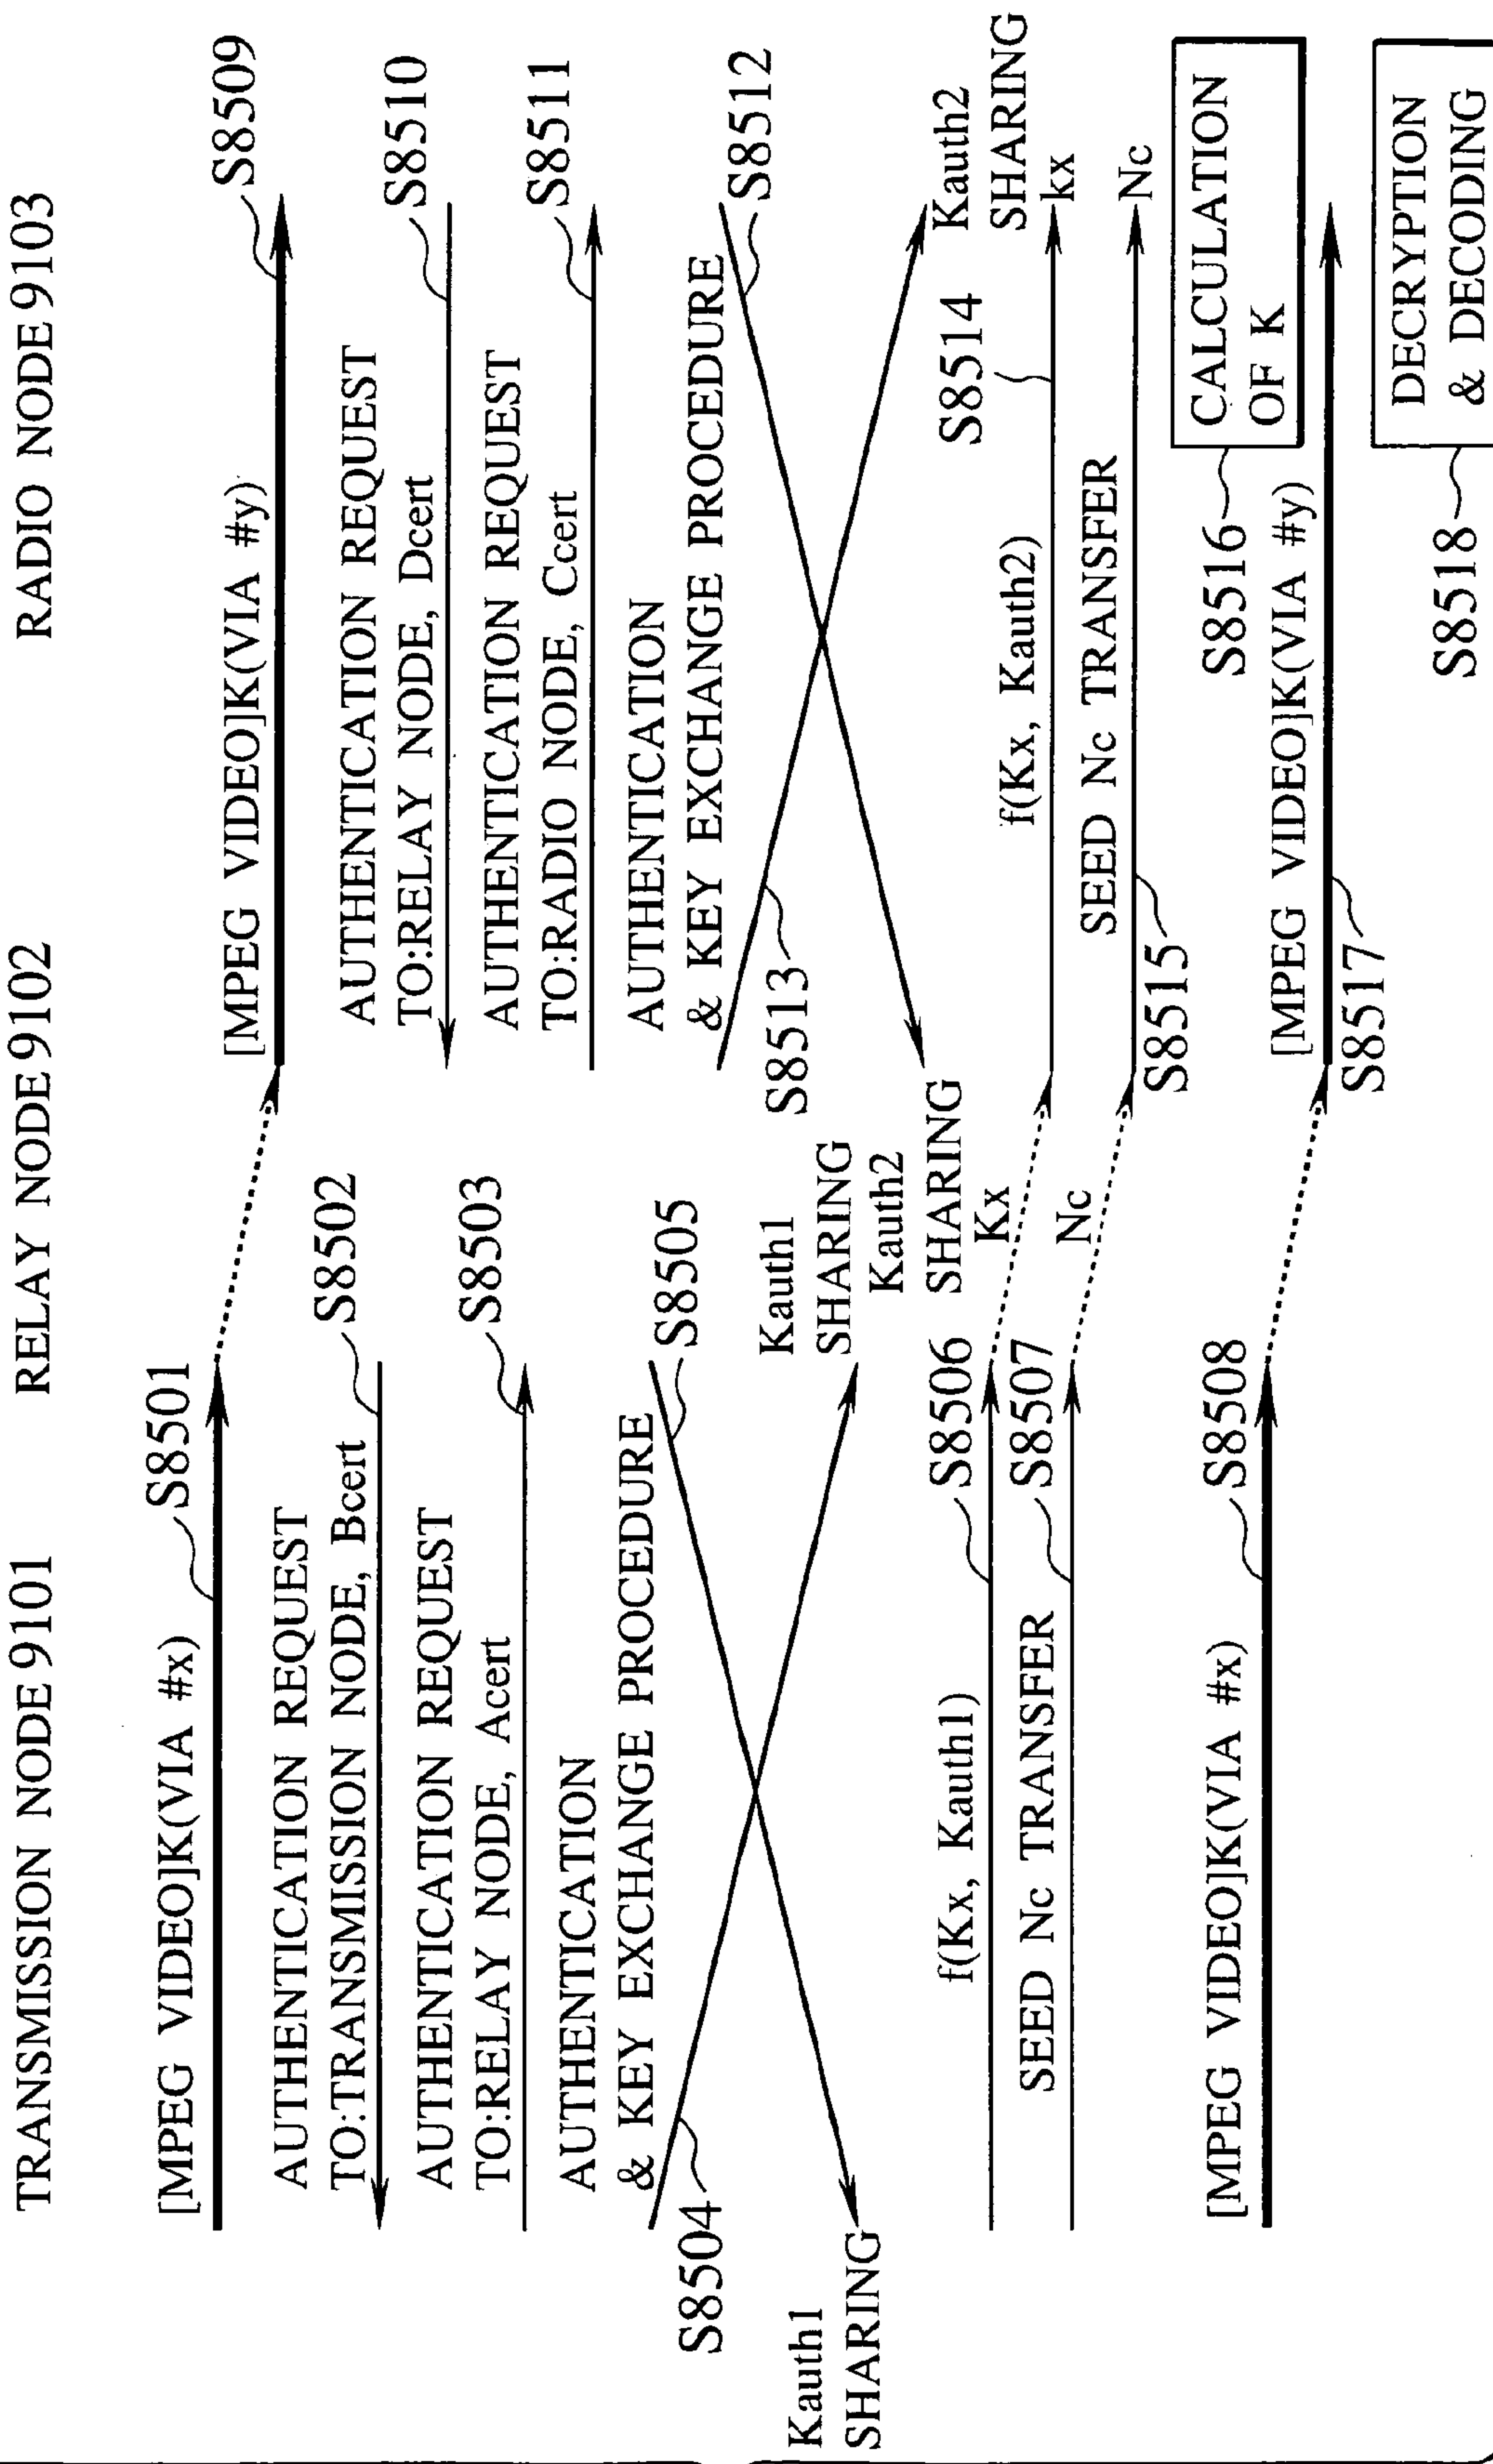 TRANSMISSION NODE 9101
RELAY NODE 9102
RADIO NODE 9103
[MPEG VIDEO]K(VIA #x)
S8501
[MPEG VIDEO]K(VIA #y)
S8509
AUTHENTICATION REQUEST
TO:TRANSMISSION NODE, Bcert
S8502
AUTHENTICATION REQUEST
TO:RELAY NODE, Dcert
S8510
AUTHENTICATION REQUEST
TO:RELAY NODE, Acert
S8503
AUTHENTICATION REQUEST
TO:RADIO NODE, Ccert
S8511
AUTHENTICATION
& KEY EXCHANGE PROCEDURE
S8504
S8505
AUTHENTICATION
& KEY EXCHANGE PROCEDURE
S8513
S8512
Kauth1
SHARING
Kauth1
SHARING
Kauth2
SHARING
Kauth2
SHARING
f(Kx, Kauth1)
S8506
Kx
f(Kx, Kauth2)
S8514
kx
SEED Nc TRANSFER
S8507
Nc
SEED Nc TRANSFER
S8515
Nc
S8516
CALCULATION
OF K
[MPEG VIDEO]K(VIA #x)
S8508
[MPEG VIDEO]K(VIA #y)
S8517
S8518
DECRYPTION
& DECODING